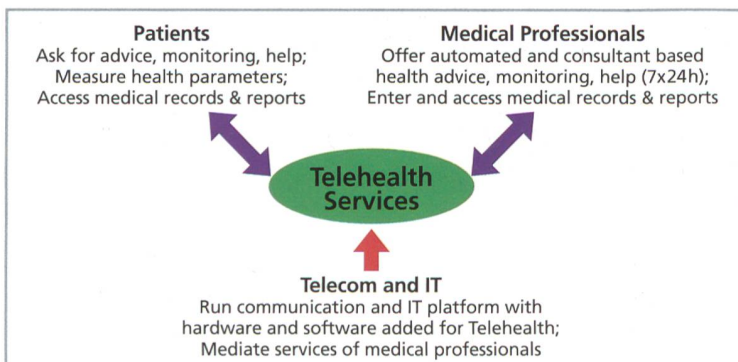 Patients
Ask for advice, monitoring, help;
Measure health parameters;
Access medical records & reports
Medical Professionals
Offer automated and consultant based
health advice, monitoring, help (7x24h);
Enter and access medical records & reports
Telehealth
Services
Telecom and IT
Run communication and IT platform with
hardware and software added for Telehealth;
Mediate services of medical professionals